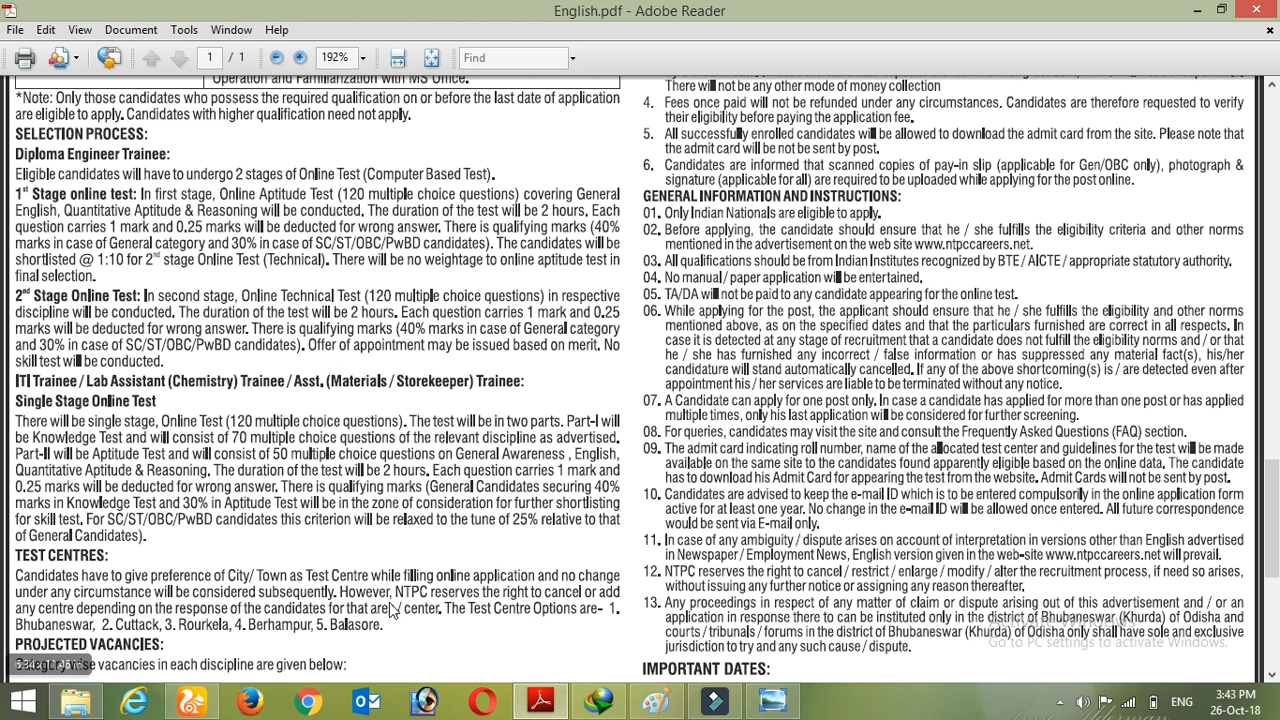 English.pdf - Adobe Reader
File Edit View Document Tools Window Help
1 / 1 192% Find
Operation and Familiarization with MS Office.
*Note: Only those candidates who possess the required qualification on or before the last date of application
are eligible to apply. Candidates with higher qualification need not apply.
SELECTION PROCESS:
Diploma Engineer Trainee:
Eligible candidates will have to undergo 2 stages of Online Test (Computer Based Test).
1st Stage online test: In first stage, Online Aptitude Test (120 multiple choice questions) covering General
English, Quantitative Aptitude & Reasoning will be conducted. The duration of the test will be 2 hours. Each
question carries 1 mark and 0.25 marks will be deducted for wrong answer. There is qualifying marks (40%
marks in case of General category and 30% in case of SC/ST/OBC/PwBD candidates). The candidates will be
shortlisted @ 1:10 for 2nd stage Online Test (Technical). There will be no weightage to online aptitude test in
final selection.
2nd Stage Online Test: In second stage, Online Technical Test (120 multiple choice questions) in respective
discipline will be conducted. The duration of the test will be 2 hours. Each question carries 1 mark and 0.25
marks will be deducted for wrong answer. There is qualifying marks (40% marks in case of General category
and 30% in case of SC/ST/OBC/PwBD candidates). Offer of appointment may be issued based on merit. No
skill test will be conducted.
ITI Trainee / Lab Assistant (Chemistry) Trainee / Asst. (Materials / Storekeeper) Trainee:
Single Stage Online Test
There will be single stage, Online Test (120 multiple choice questions). The test will be in two parts. Part-I will
be Knowledge Test and will consist of 70 multiple choice questions of the relevant discipline as advertised.
Part-II will be Aptitude Test and will consist of 50 multiple choice questions on General Awareness , English,
Quantitative Aptitude & Reasoning. The duration of the test will be 2 hours. Each question carries 1 mark and
0.25 marks will be deducted for wrong answer. There is qualifying marks (General Candidates securing 40%
marks in Knowledge Test and 30% in Aptitude Test will be in the zone of consideration for further shortlisting
for skill test. For SC/ST/OBC/PwBD candidates this criterion will be relaxed to the tune of 25% relative to that
of General Candidates).
TEST CENTRES:
Candidates have to give preference of City/ Town as Test Centre while filling online application and no change
under any circumstance will be considered subsequently. However, NTPC reserves the right to cancel or add
any centre depending on the response of the candidates for that are / center. The Test Centre Options are- 1.
Bhubaneswar, 2. Cuttack, 3. Rourkela, 4. Berhampur, 5. Balasore.
PROJECTED VACANCIES:
vacancies in each discipline are given below:
There will not be any other mode of money collection
4. Fees once paid will not be refunded under any circumstances. Candidates are therefore requested to verify
their eligibility before paying the application fee.
5. All successfully enrolled candidates will be allowed to download the admit card from the site. Please note that
the admit card will be not be sent by post.
6. Candidates are informed that scanned copies of pay-in slip (applicable for Gen/OBC only), photograph &
signature (applicable for all) are required to be uploaded while applying for the post online.
GENERAL INFORMATION AND INSTRUCTIONS:
01. Only Indian Nationals are eligible to apply.
02. Before applying, the candidate should ensure that he / she fulfills the eligibility criteria and other norms
mentioned in the advertisement on the web site www.ntpccareers.net.
03. All qualifications should be from Indian Institutes recognized by BTE / AICTE / appropriate statutory authority.
04. No manual / paper application will be entertained.
05. TA/DA will not be paid to any candidate appearing for the online test.
06. While applying for the post, the applicant should ensure that he / she fulfills the eligibility and other norms
mentioned above, as on the specified dates and that the particulars furnished are correct in all respects. In
case it is detected at any stage of recruitment that a candidate does not fulfill the eligibility norms and / or that
he / she has furnished any incorrect / false information or has suppressed any material fact(s), his/her
candidature will stand automatically cancelled. If any of the above shortcoming(s) is / are detected even after
appointment his / her services are liable to be terminated without any notice.
07. A Candidate can apply for one post only. In case a candidate has applied for more than one post or has applied
multiple times, only his last application will be considered for further screening.
08. For queries, candidates may visit the site and consult the Frequently Asked Questions (FAQ) section.
09. The admit card indicating roll number, name of the allocated test center and guidelines for the test will be made
available on the same site to the candidates found apparently eligible based on the online data. The candidate
has to download his Admit Card for appearing the test from the website. Admit Cards will not be sent by post.
10. Candidates are advised to keep the e-mail ID which is to be entered compulsorily in the online application form
active for at least one year. No change in the e-mail ID will be allowed once entered. All future correspondence
would be sent via E-mail only.
11. In case of any ambiguity / dispute arises on account of interpretation in versions other than English advertised
in Newspaper / Employment News, English version given in the web-site www.ntpccareers.net will prevail.
12. NTPC reserves the right to cancel / restrict / enlarge / modify / alter the recruitment process, if need so arises,
without issuing any further notice or assigning any reason thereafter.
13. Any proceedings in respect of any matter of claim or dispute arising out of this advertisement and / or an
application in response there to can be instituted only in the district of Bhubaneswar (Khurda) of Odisha and
courts / tribunals / forums in the district of Bhubaneswar (Khurda) of Odisha only shall have sole and exclusive
jurisdiction to try and any such cause / dispute.
Activate Windows
Go to PC settings to activate Windows.
IMPORTANT DATES:
ENG
3:43 PM
26-Oct-18